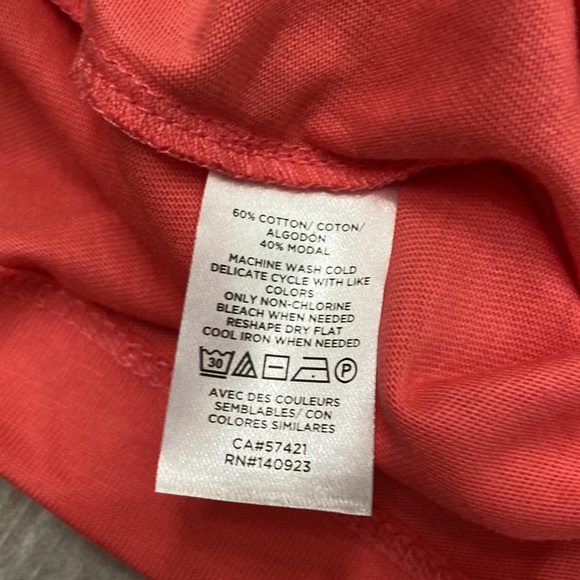 60% COTTON/ COTON/
ALGODÓN
40% MODAL
MACHINE WASH COLD
DELICATE CYCLE WITH LIKE
COLORS
ONLY NON-CHLORINE
BLEACH WHEN NEEDED
RESHAPE DRY FLAT
COOL IRON WHEN NEEDED
30 P
AVEC DES COULEURS
SEMBLABLES/ CON
COLORES SIMILARES
CA#57421
RN#140923